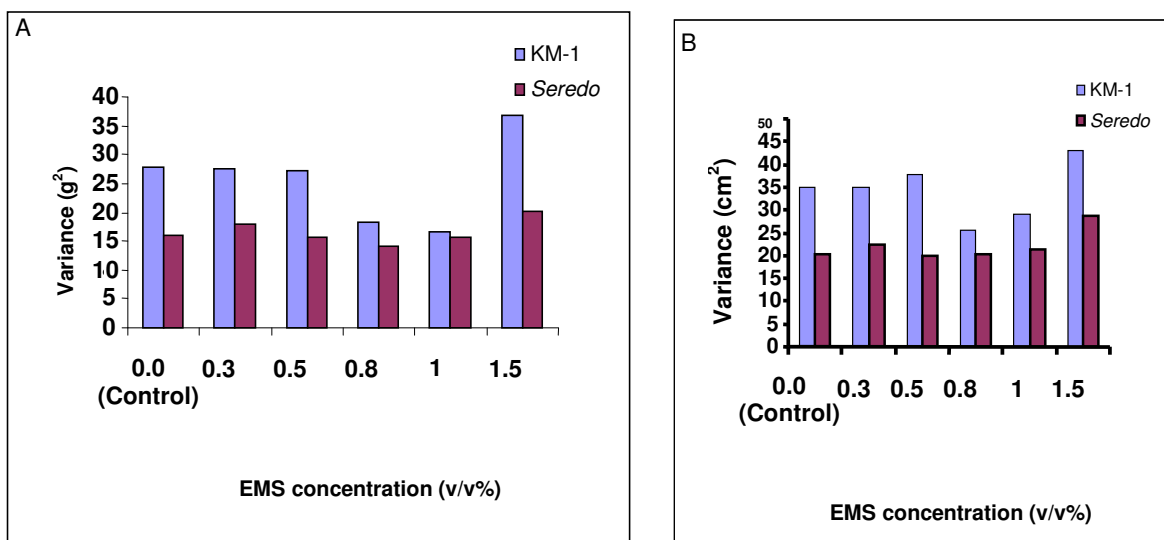 A
KM-1
Seredo
Variance (g²)
40
35
30
25
20
15
10
5
0
0.0 0.3 0.5 0.8 1 1.5
(Control)
EMS concentration (v/v%)
B
KM-1
Seredo
Variance (cm²)
50
45
40
35
30
25
20
15
10
5
0
0.0 0.3 0.5 0.8 1 1.5
(Control)
EMS concentration (v/v%)